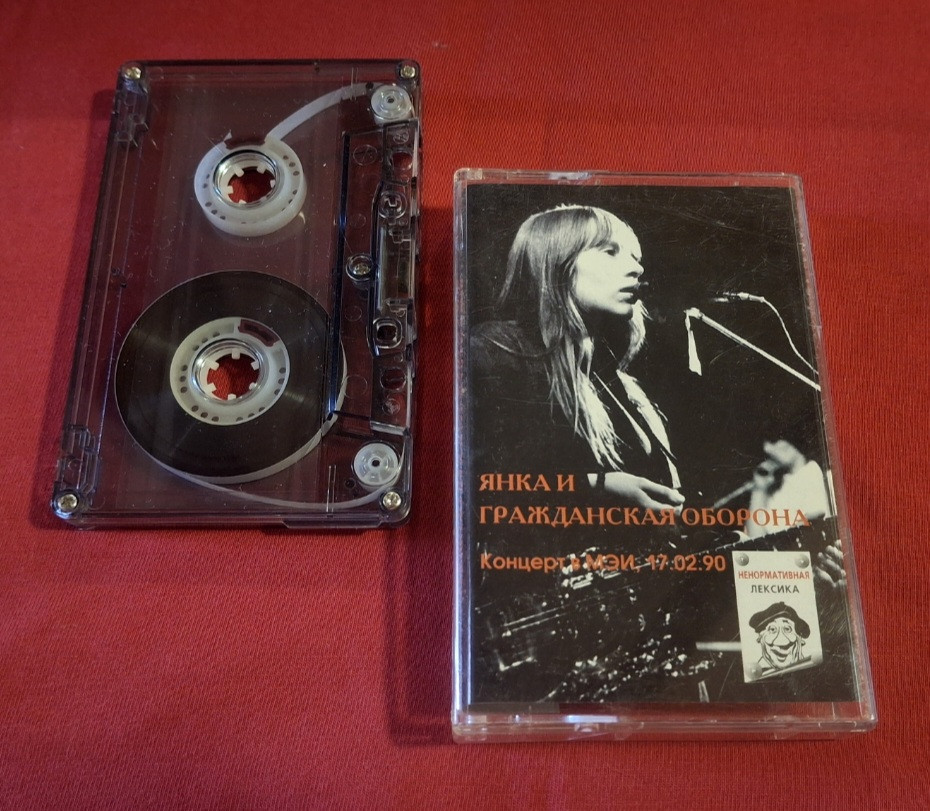 ЯНКА И
ГРАЖДАНСКАЯ ОБОРОНА
Концерт в МЭИ, 17.02.90
НЕНОРМАТИВНАЯ
ЛЕКСИКА